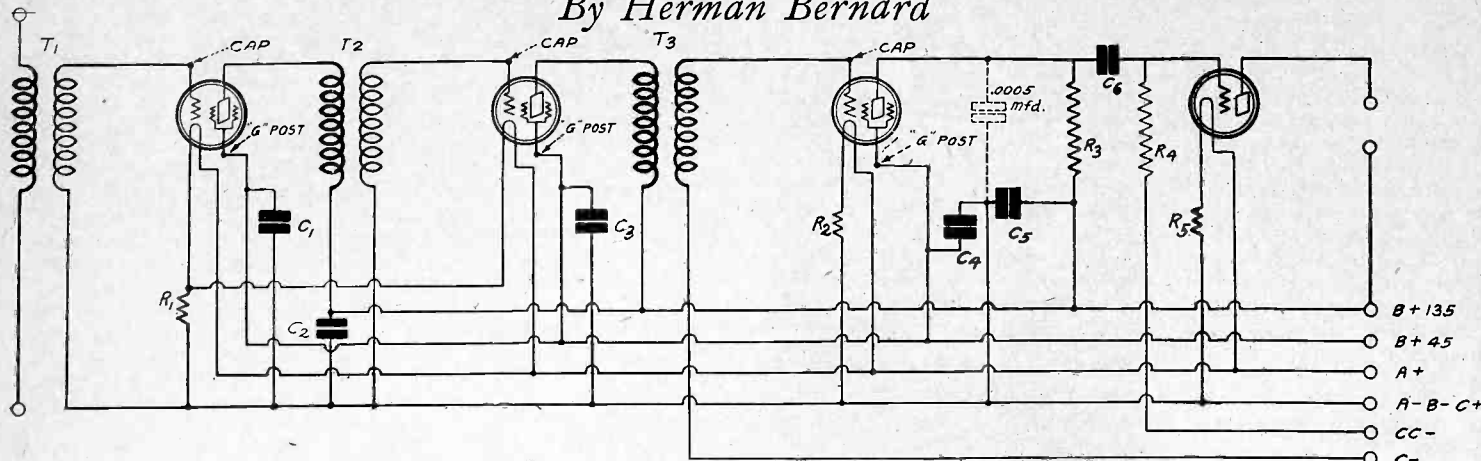 By Herman Bernard
T1
CAP
T2
CAP
T3
CAP
.0005
mfd.
C6
"G" POST
"G" POST
"G" POST
R3
R4
C1
C3
R2
C4
C5
R5
R1
C2
B+135
B+45
A+
A-B-C+
CC-
C-